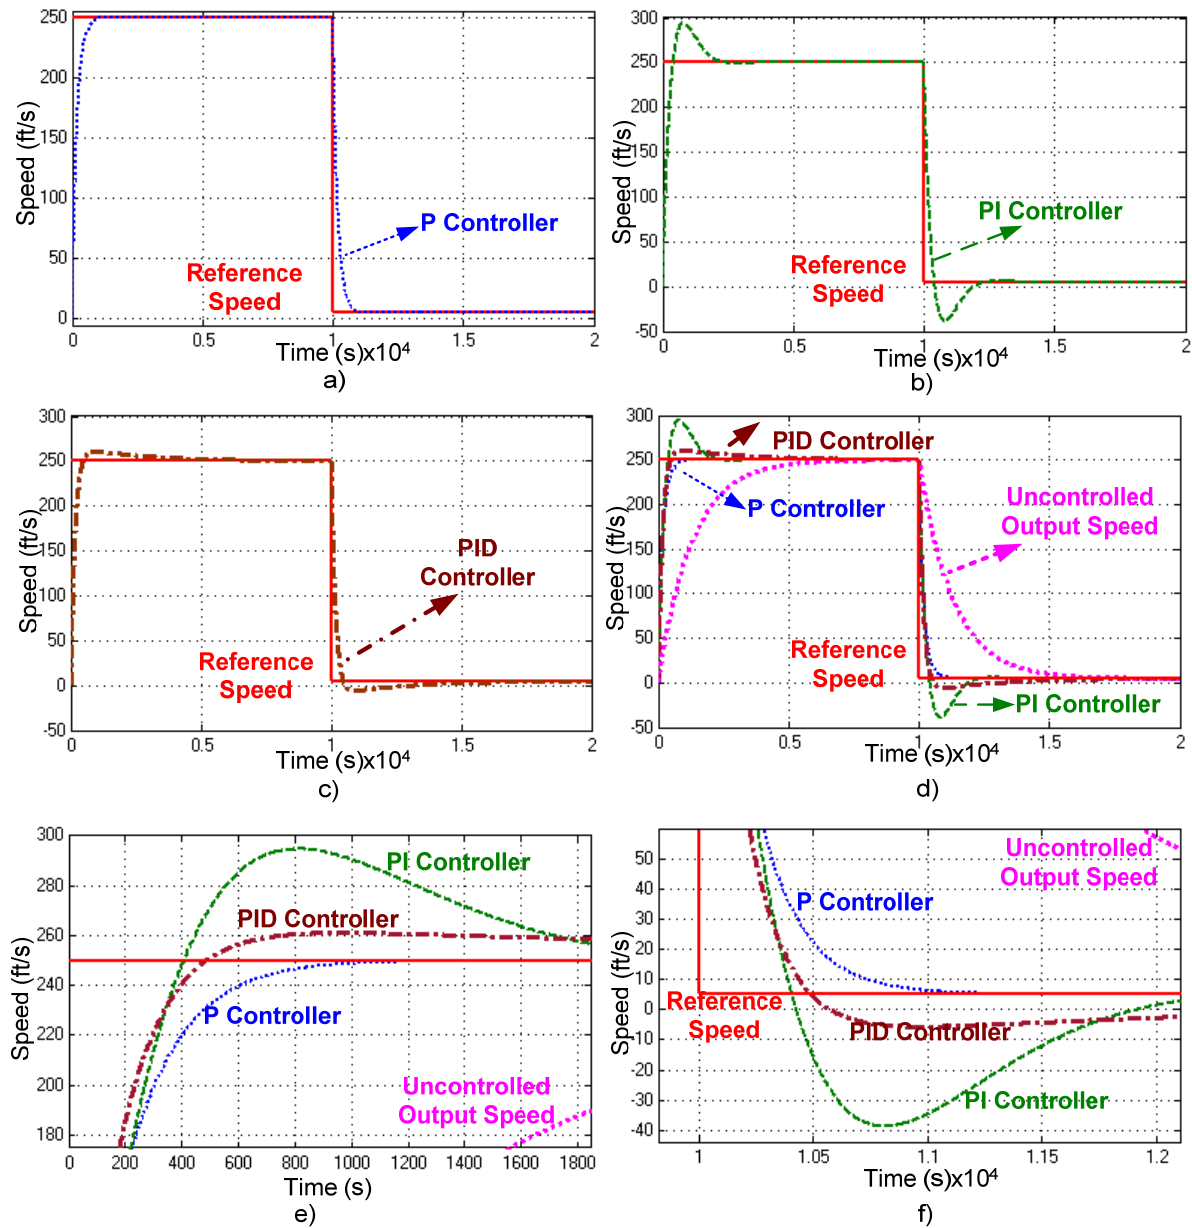 250
200
150
100
50
0
Speed (ft/s)
P Controller
Reference
Speed
0
0.5
1
1.5
2
Time (s)x10⁴
a)
300
250
200
150
100
50
0
-50
Speed (ft/s)
PI Controller
Reference
Speed
0
0.5
1
1.5
2
Time (s)x10⁴
b)
300
250
200
150
100
50
0
-50
Speed (ft/s)
PID
Controller
Reference
Speed
0
0.5
1
1.5
2
Time (s)x10⁴
c)
300
250
200
150
100
50
0
-50
Speed (ft/s)
PID Controller
P Controller
Uncontrolled
Output Speed
Reference
Speed
PI Controller
0
0.5
1
1.5
2
Time (s)x10⁴
d)
300
280
260
240
220
200
180
Speed (ft/s)
PI Controller
PID Controller
P Controller
Uncontrolled
Output Speed
0
200
400
600
800
1000
1200
1400
1600
1800
Time (s)
e)
50
40
30
20
10
0
-10
-20
-30
-40
Speed (ft/s)
Uncontrolled
Output Speed
P Controller
Reference
Speed
PID Controller
PI Controller
1
1.05
1.1
1.15
1.2
Time (s)x10⁴
f)